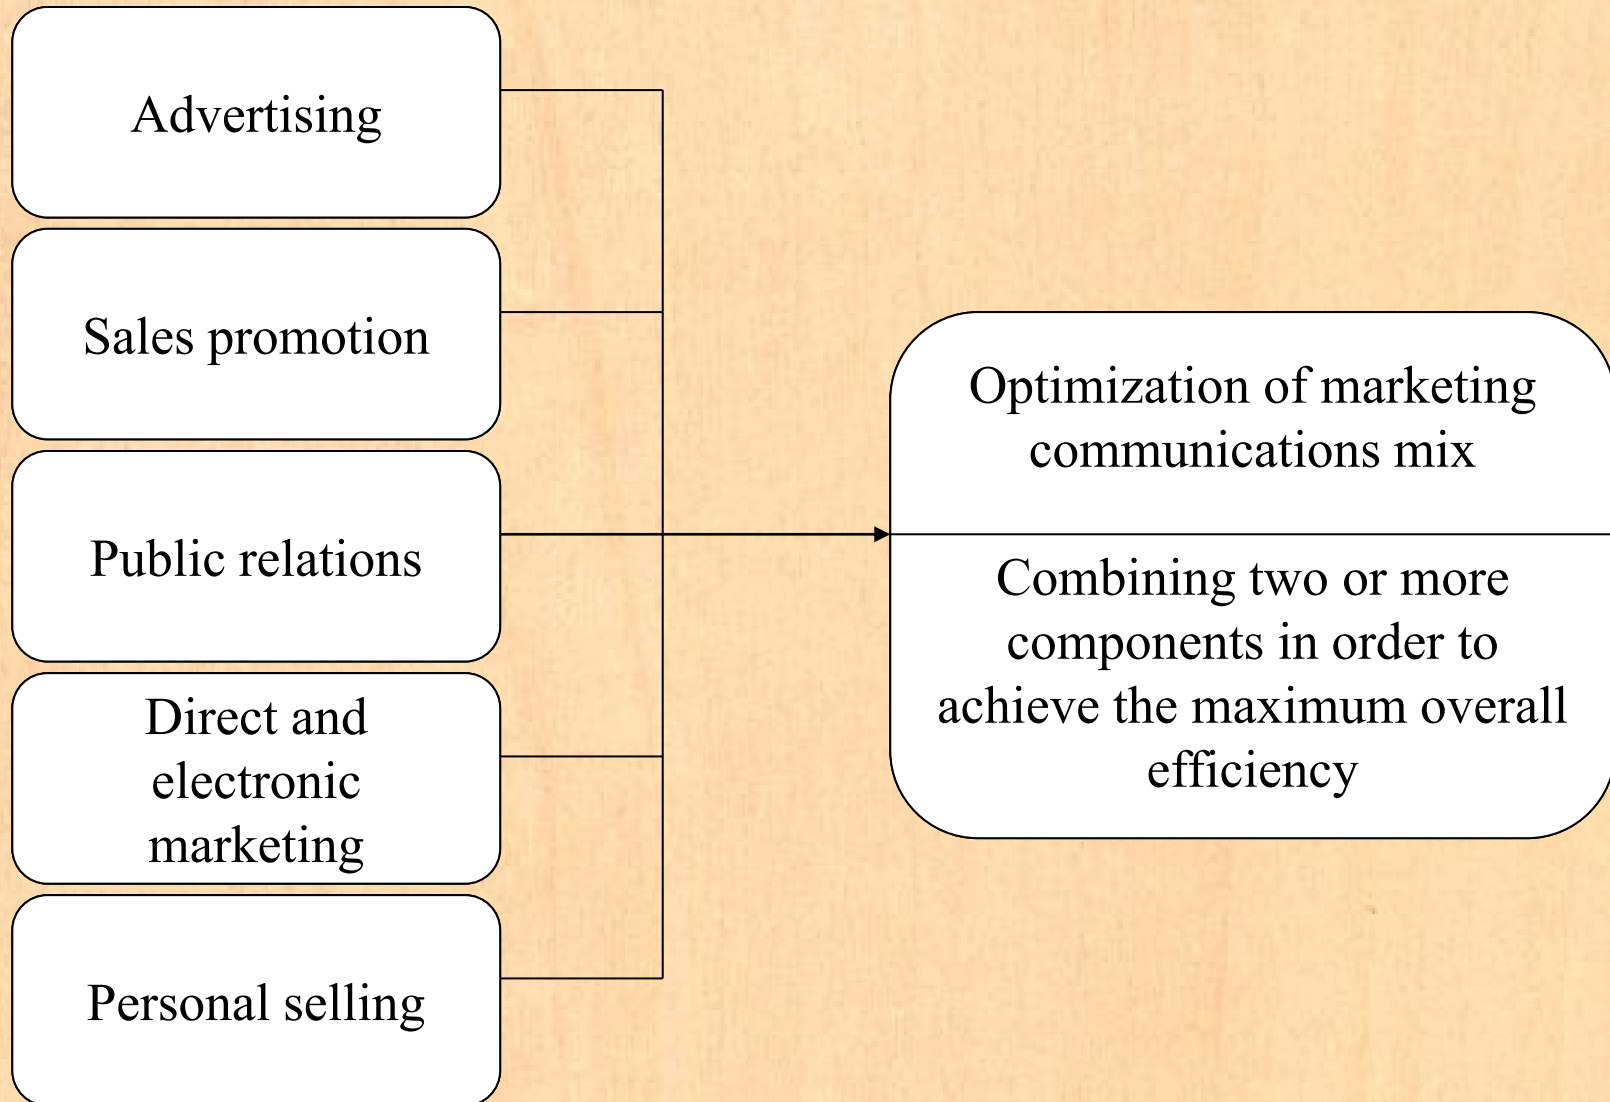 Advertising
Sales promotion
Public relations
Direct and
electronic
marketing
Personal selling
Optimization of marketing
communications mix
Combining two or more
components in order to
achieve the maximum overall
efficiency